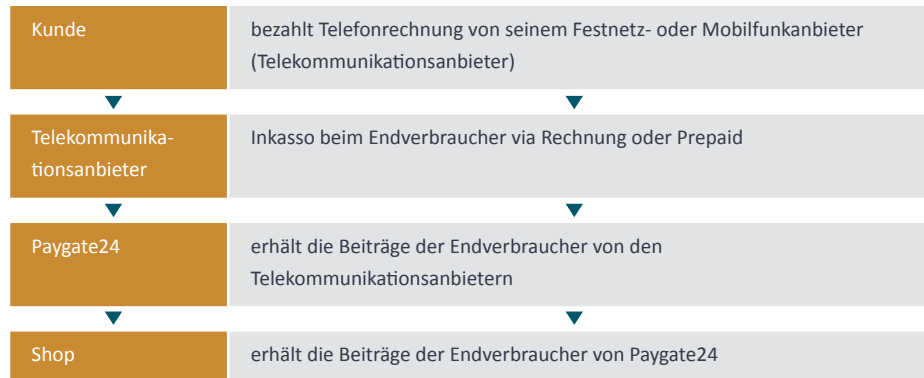 Kunde
bezahlt Telefonrechnung von seinem Festnetz- oder Mobilfunkanbieter
(Telekommunikationsanbieter)
Telekommunika-
tionsanbieter
Inkasso beim Endverbraucher via Rechnung oder Prepaid
Paygate24
erhält die Beiträge der Endverbraucher von den
Telekommunikationsanbietern
Shop
erhält die Beiträge der Endverbraucher von Paygate24